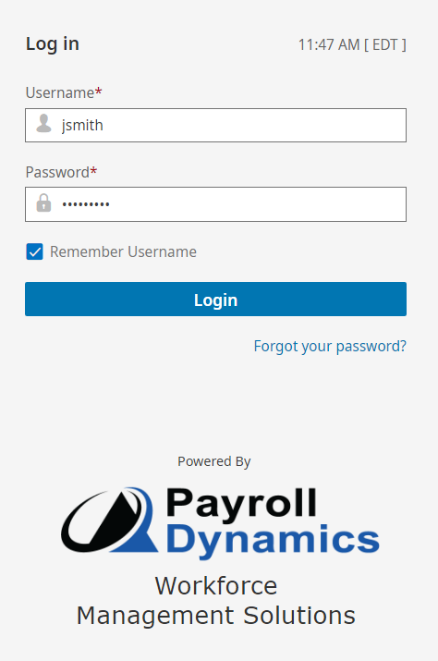 Log in
11:47 AM [ EDT ]
Username*
jsmith
Password*
•••••••••
Remember Username
Login
Forgot your password?
Powered By
Payroll
Dynamics
Workforce
Management Solutions